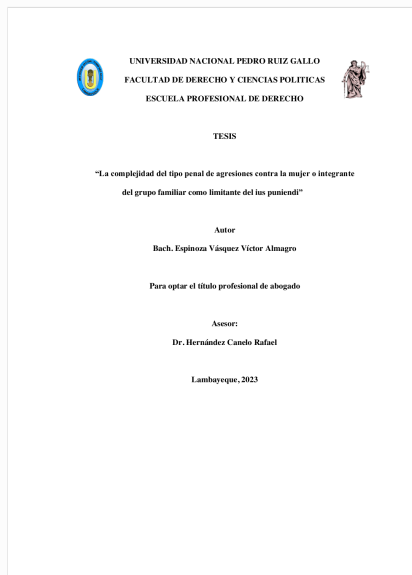 UNIVERSIDAD NACIONAL PEDRO RUIZ GALLO
FACULTAD DE DERECHO Y CIENCIAS POLITICAS
ESCUELA PROFESIONAL DE DERECHO
TESIS
“La complejidad del tipo penal de agresiones contra la mujer o integrante
del grupo familiar como limitante del ius puniendi”
Autor
Bach. Espinoza Vásquez Víctor Almagro
Para optar el título profesional de abogado
Asesor:
Dr. Hernández Canelo Rafael
Lambayeque, 2023